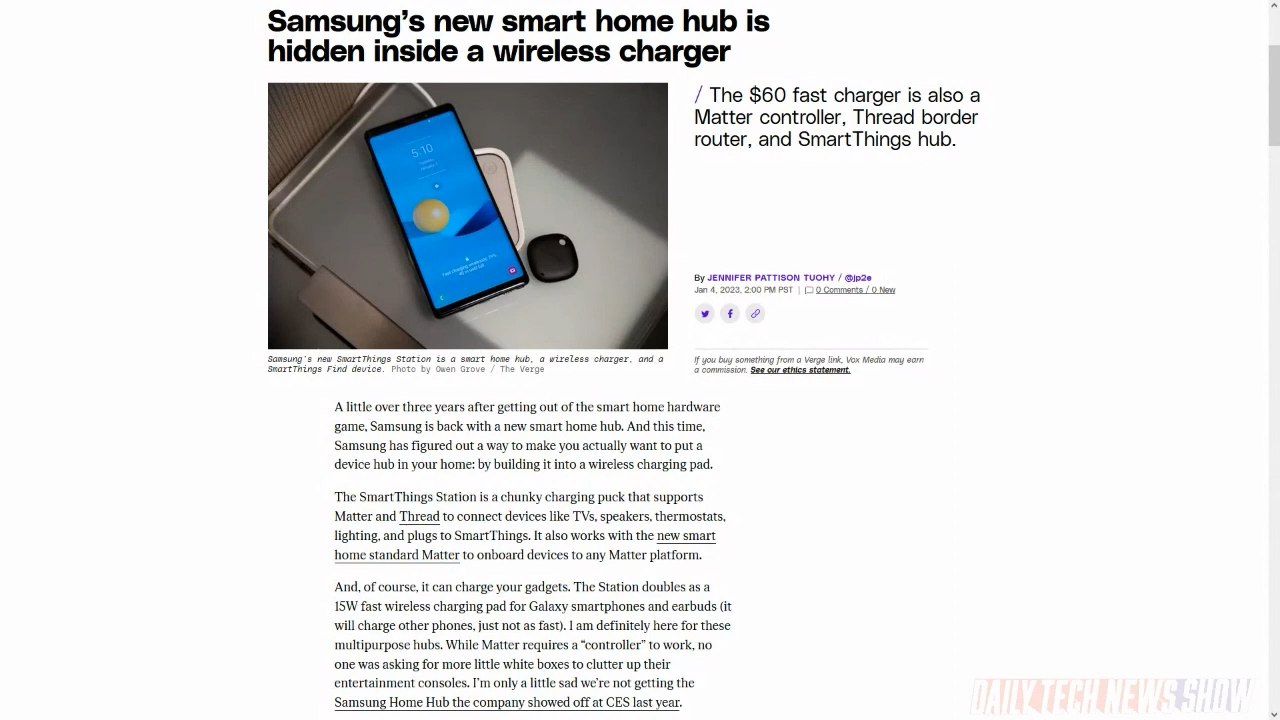 Samsung's new smart home hub is
hidden inside a wireless charger
/ The $60 fast charger is also a
Matter controller, Thread border
router, and SmartThings hub.
5:10
By JENNIFER PATTISON TUOHY / @jp2e
Jan 4, 2023, 2:00 PM PST | 0 Comments / 0 New
Samsung's new SmartThings Station is a smart home hub, a wireless charger, and a
SmartThings Find device. Photo by Owen Grove / The Verge
If you buy something from a Verge link, Vox Media may earn
a commission. See our ethics statement.
A little over three years after getting out of the smart home hardware
game, Samsung is back with a new smart home hub. And this time,
Samsung has figured out a way to make you actually want to put a
device hub in your home: by building it into a wireless charging pad.
The SmartThings Station is a chunky charging puck that supports
Matter and Thread to connect devices like TVs, speakers, thermostats,
lighting, and plugs to SmartThings. It also works with the new smart
home standard Matter to onboard devices to any Matter platform.
And, of course, it can charge your gadgets. The Station doubles as a
15W fast wireless charging pad for Galaxy smartphones and earbuds (it
will charge other phones, just not as fast). I am definitely here for these
multipurpose hubs. While Matter requires a “controller” to work, no
one was asking for more little white boxes to clutter up their
entertainment consoles. I'm only a little sad we're not getting the
Samsung Home Hub the company showed off at CES last year.
DAILY TECH NEWS SHOW